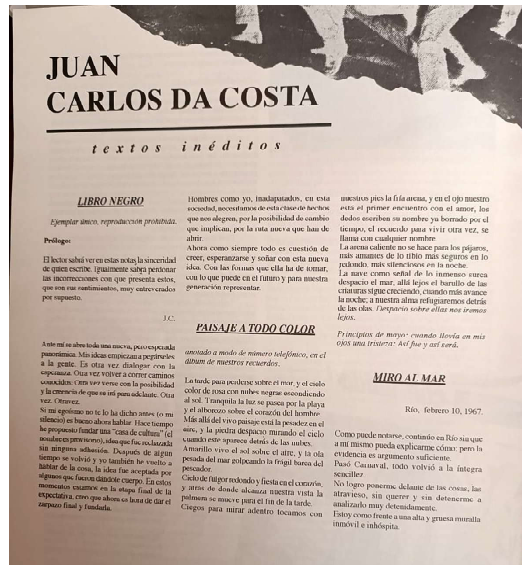 JUAN
CARLOS DA COSTA
textos inéditos
LIBRO NEGRO
Ejemplar único, reproducción prohibida.
Prólogo:
El lector sabrá ver en estas notas la sinceridad
de quien escribe. Igualmente sabrá perdonar
las incorrecciones con que presenta estos,
que son sus sentimientos, muy entreverados
por supuesto.
J.C.
Ante mí se abre toda una nueva, pero esperada
panorámica. Mis ideas empiezan a pegárseles
a la gente. Es otra vez dialogar con la
esperanza. Otra vez volver a correr caminos
conocidos. Otra vez verse con la posibilidad
y la creencia de que es ir para adelante. Otra
vez. Otra vez.
Si mi egoísmo no te lo ha dicho antes (o mi
silencio) es bueno ahora hablar. Hace tiempo
he propuesto fundar una "casa de cultura" (el
nombre es provisorio), idea que fue rechazada
sin ninguna adhesión. Después de algún
tiempo se volvió y yo también he vuelto a
hablar de la cosa, la idea fue aceptada por
algunos que fueron dándole cuerpo. En estos
momentos estamos en la etapa final de la
expectativa, creo que ahora es hora de dar el
zarpazo final y fundarla.
Hombres como yo, inadaptados, en esta
sociedad, necesitamos de esta clase de hechos
que nos alegren, por la posibilidad de cambio
que implican, por la ruta nueva que han de
abrir.
Ahora como siempre todo es cuestión de
creer, esperanzarse y soñar con esta nueva
idea. Con las formas que ella ha de tomar,
con lo que puede en el futuro y para nuestra
generación representar.
PAISAJE A TODO COLOR
anotado a modo de número telefónico, en el
álbum de nuestros recuerdos.
La tarde para perderse sobre el mar, y el cielo
color de rosa con nubes negras escondiendo
al sol. Tranquila la luz se pasea por la playa
y el alborozo sobre el corazón del hombre
Más allá del vivo paisaje está la pesadez en el
aire, y la piedra despacio mirando el cielo
cuando este aparece detrás de las nubes.
Amarillo vivo el sol sobre el aire, y la ola
pesada del mar golpeando la frágil barca del
pescador.
Ciclo de fulgor redondo y fiesta en el corazón,
y atrás de donde alcanza nuestra vista la
palmera se mueve para el fin de la tarde.
Ciegos para mirar adentro tocamos con
nuestros pies la fría arena, y en el ojo nuestro
esta el primer encuentro con el amor, los
dedos escriben su nombre ya borrado por el
tiempo, el recuerdo para vivir otra vez, se
llama con cualquier nombre
La arena caliente no se hace para los pájaros,
más amantes de lo tibio más seguros en lo
redondo, más silenciosos en la noche.
La nave como señal de lo inmenso surca
despacio el mar, allá lejos el barullo de las
criaturas sigue creciendo, cuando más avance
la noche; a nuestra alma refugiaremos detrás
de las olas. Despacio sobre ellas nos iremos
lejos.
Principios de mayo: cuando llovía en mis
ojos una tristeza: Así fue y así será.
MIRO AL MAR
Río, febrero 10, 1967.
Como puede notarse, continúo en Río sin que
a mí mismo pueda explicarme cómo: pero la
evidencia es argumento suficiente.
Pasó Carnaval, todo volvió a la íntegra
sencillez
No logro ponerme delante de las cosas, las
atravieso, sin querer y sin detenerme a
analizarlo muy detenidamente.
Estoy como frente a una alta y gruesa muralla
inmóvil e inhóspita.